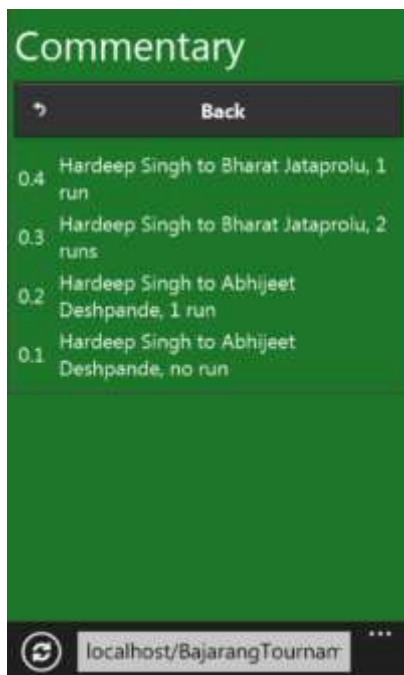 Commentary
Back
0.4 Hardeep Singh to Bharat Jataprolu, 1
run
0.3 Hardeep Singh to Bharat Jataprolu, 2
runs
0.2 Hardeep Singh to Abhijeet
Deshpande, 1 run
0.1 Hardeep Singh to Abhijeet
Deshpande, no run
localhost/BajarangTournam